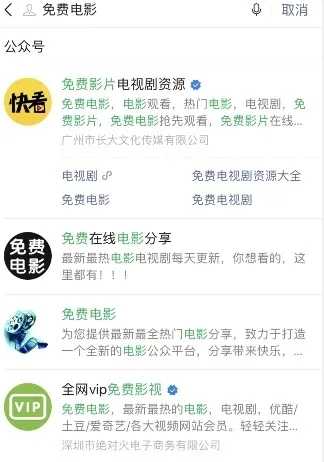 免费电影
取消
公众号
免费影片电视剧资源
免费电影，电影观看，热门电影，电视剧，免
费影片，免费电影抢先观看，免费影片在线...
广州市长大文化传媒有限公司
电视剧
免费电视剧资源大全
免费电影
免费电视剧
快看
免费在线电影分享
最新最热电影电视剧每天更新，你想看的，这
里都有！！！
免费
电影
免费电影
为您提供最新最全热门电影分享，致力于打造
一个全新的电影公众平台，分享带来快乐，...
全网vip免费影视
免费电影，最新最热的电影，电视剧，优酷/
土豆/爱奇艺/各大视频网站会员。轻轻关注...
深圳市绝对火电子商务有限公司
VIP